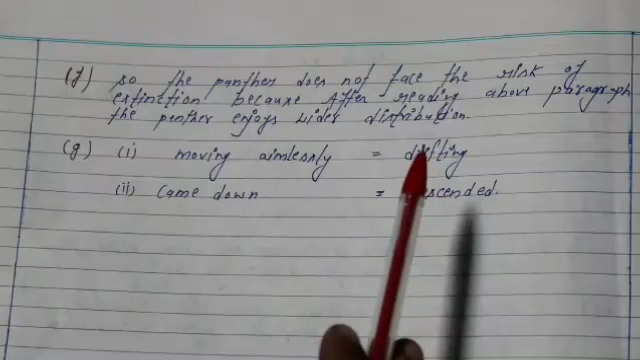 (f) so the panther does not face the risk of
extinction because After reading above paragraph
the penther enjoys wider distribution.
(g) (i) moving aimlessly = drifting
(ii) Came down = descended.